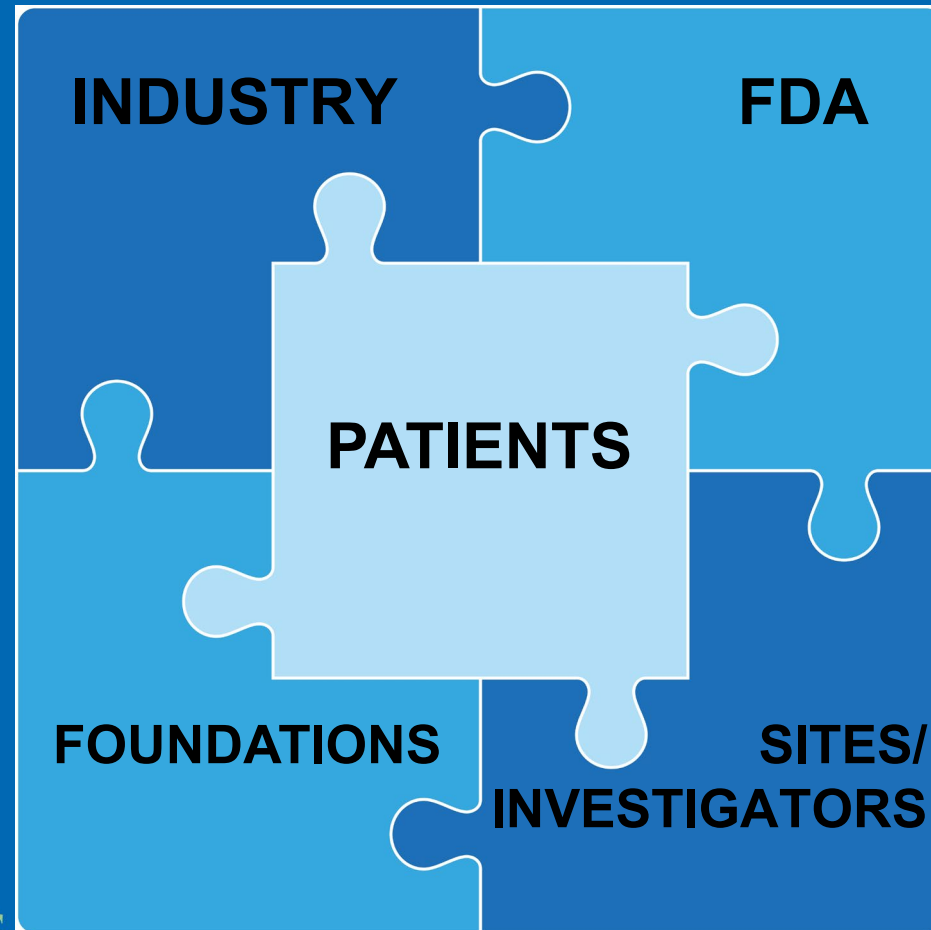 INDUSTRY
FDA
PATIENTS
FOUNDATIONS
SITES/
INVESTIGATORS